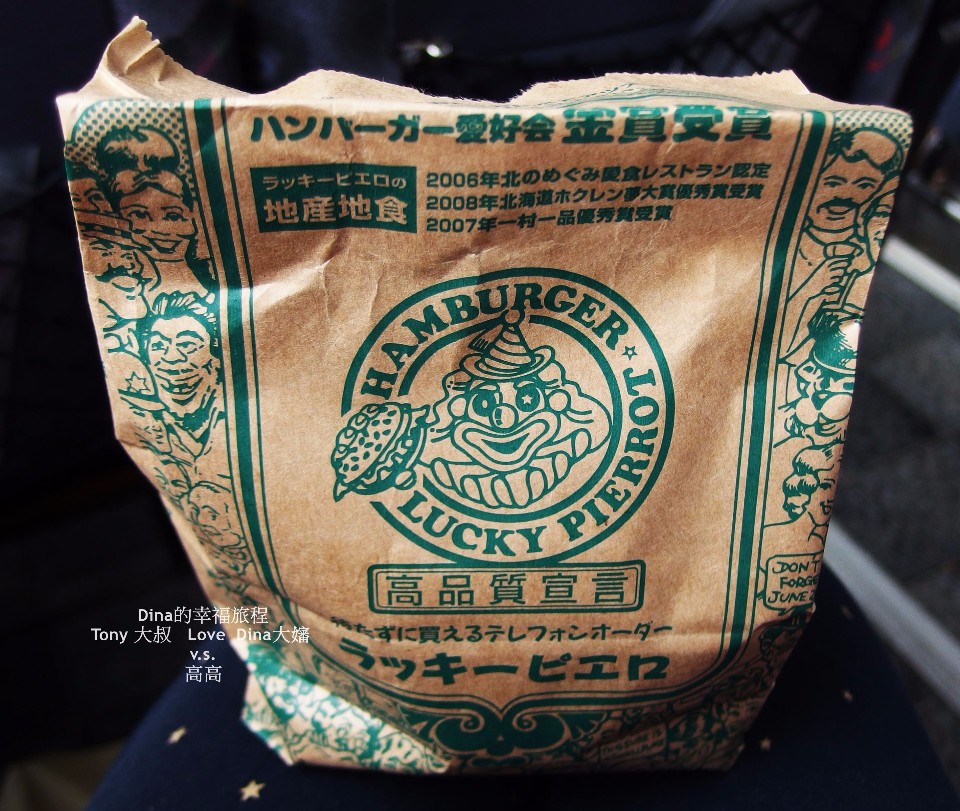 ハンバーガー愛好会 金賞受賞
ラッキーピエロの
地産地食
2006年北のめぐみ愛食レストラン認定
2008年北海道ホクレン夢大賞優秀賞受賞
2007年一村一品優秀賞受賞
HAMBURGER
LUCKY PIERROT
高品質宣言
DON'T
FORGE
JUNE
たずに買えるテレフォンオーダー
ラッキーピエロ
Dina的幸福旅程
Tony 大叔 Love Dina大嬸
v.s.
高高